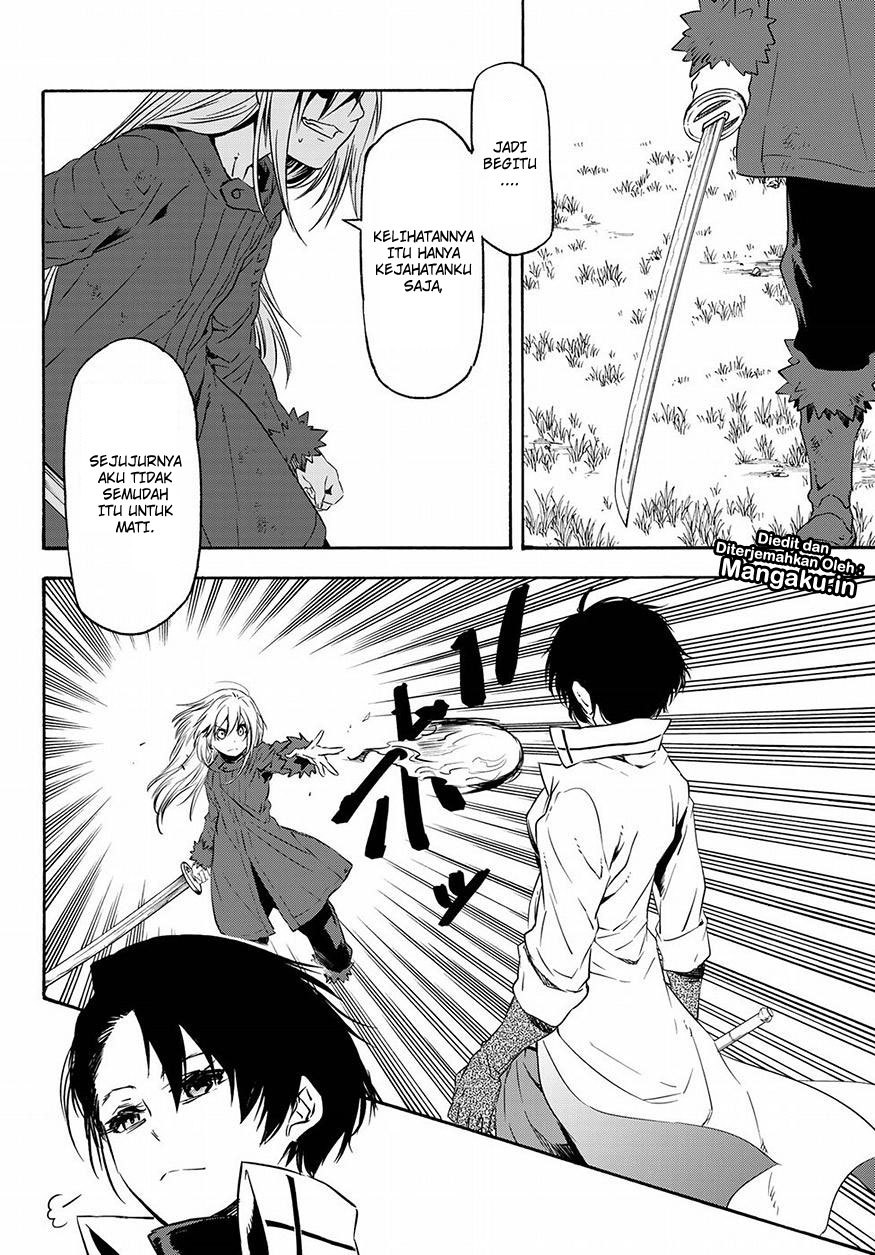 JADI
BEGITU
....
KELIHATANNYA
ITU HANYA
KEJAHATANKU
SAJA,
SEJUJURNYA
AKU TIDAK
SEMUDAH
ITU UNTUK
MATI.
Diedit dan
Diterjemahkan Oleh :
Mangaku.in